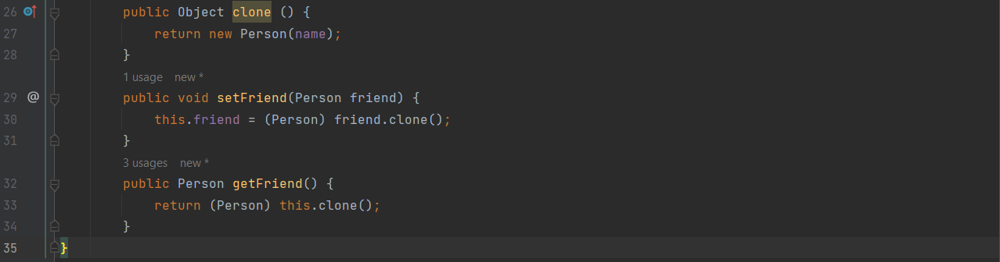 26 public Object clone () {
27 return new Person(name);
28 }
1 usage new *
29 @ public void setFriend(Person friend) {
30 this.friend = (Person) friend.clone();
31 }
3 usages new *
32 public Person getFriend() {
33 return (Person) this.clone();
34 }
35 }